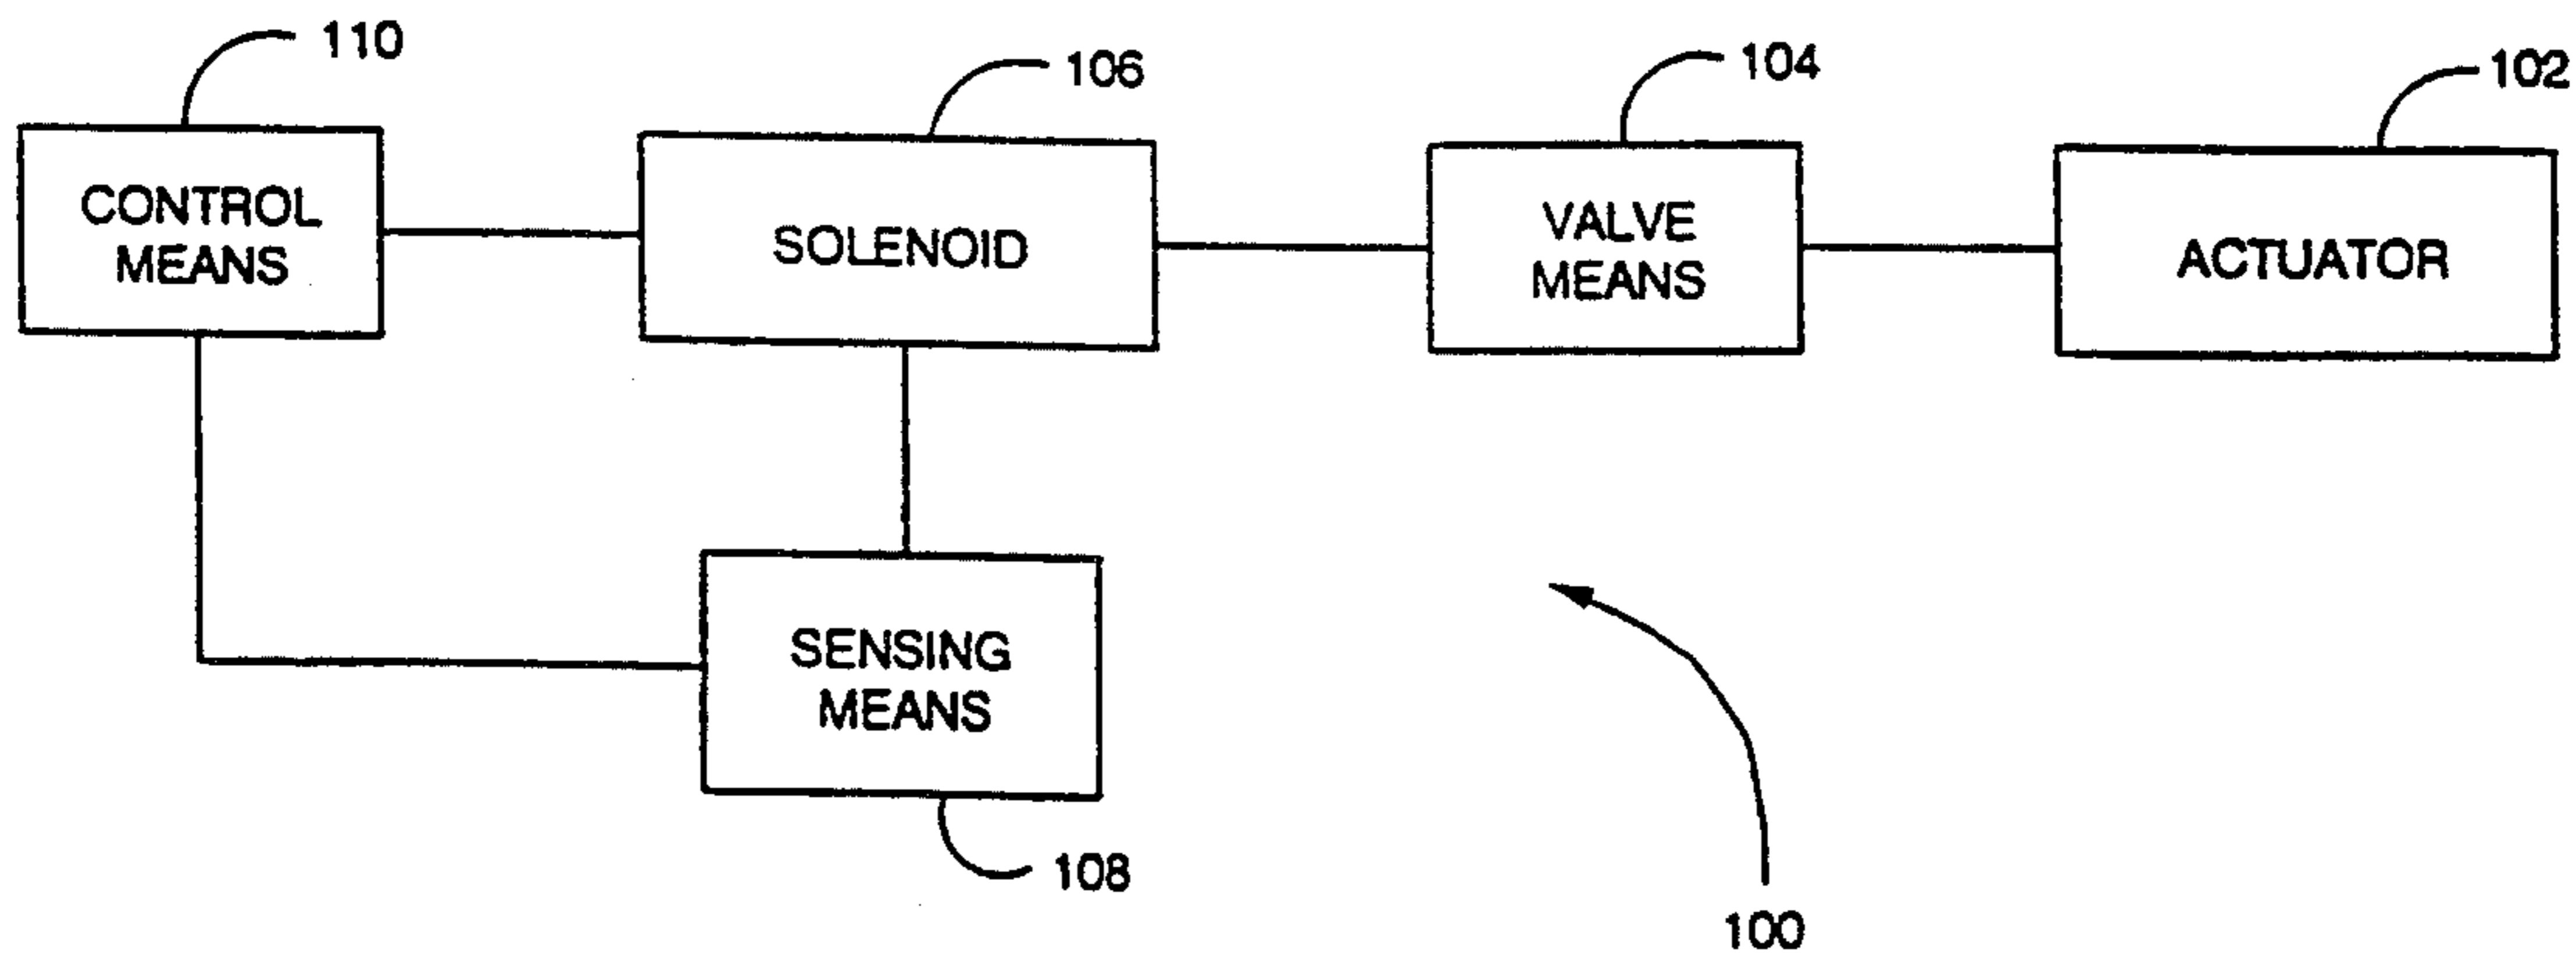 110
106
104
102
CONTROL
MEANS
SOLENOID
VALVE
MEANS
ACTUATOR
SENSING
MEANS
108
100